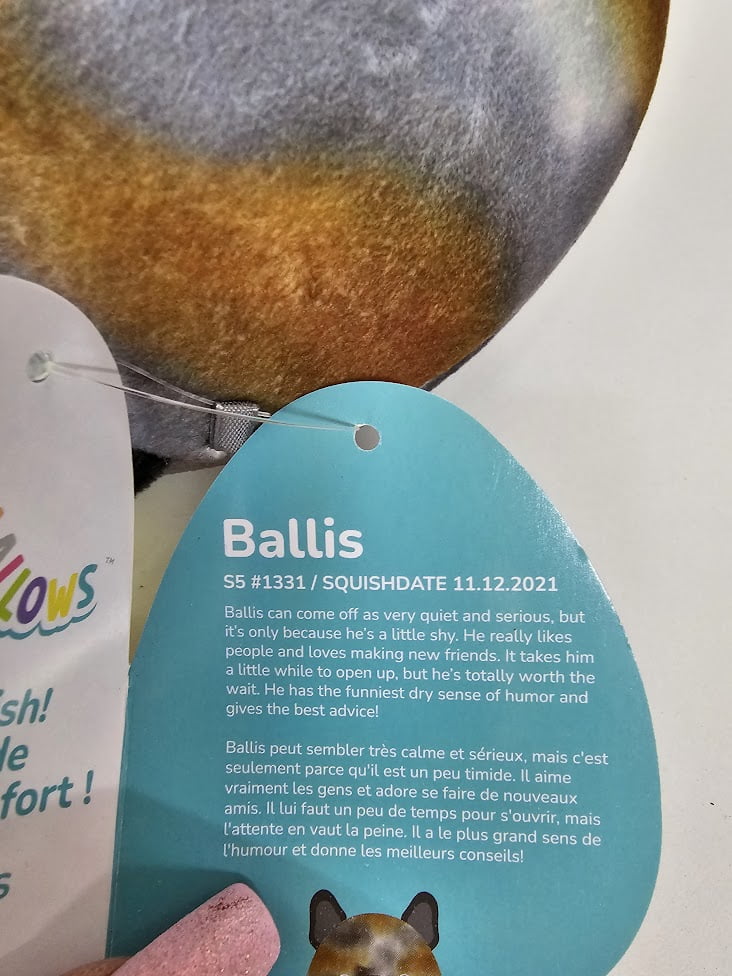 LOWS™
sh!
de
fort !
s
Ballis
S5 #1331 / SQUISHDATE 11.12.2021
Ballis can come off as very quiet and serious, but
it's only because he's a little shy. He really likes
people and loves making new friends. It takes him
a little while to open up, but he's totally worth the
wait. He has the funniest dry sense of humor and
gives the best advice!
Ballis peut sembler très calme et sérieux, mais c'est
seulement parce qu'il est un peu timide. Il aime
vraiment les gens et adore se faire de nouveaux
amis. Il lui faut un peu de temps pour s'ouvrir, mais
l'attente en vaut la peine. Il a le plus grand sens de
l'humour et donne les meilleurs conseils!